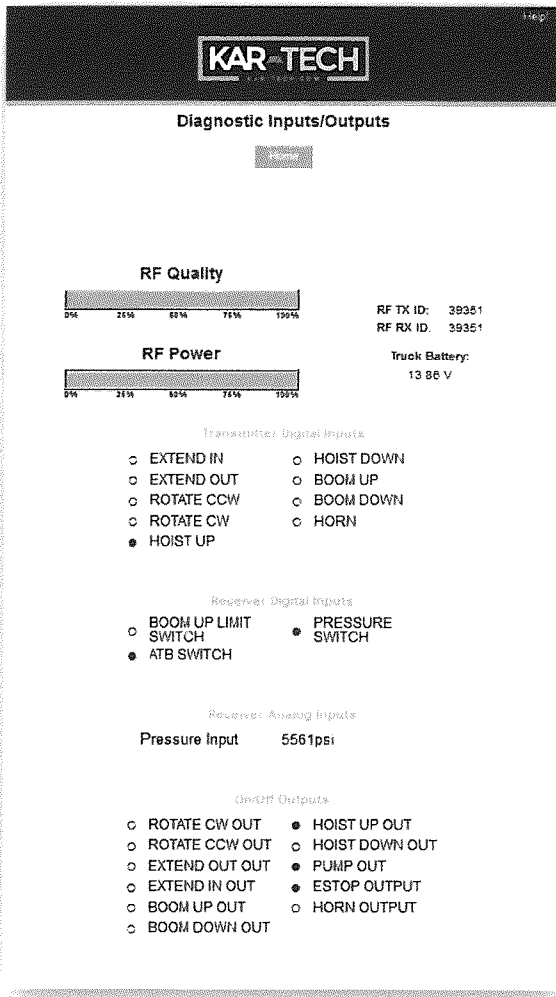 Help
KAR-TECH
KAR-TECH.COM
Diagnostic Inputs/Outputs
Home
RF Quality
0% 25% 50% 75% 100%
RF TX ID: 39351
RF RX ID. 39351
RF Power
Truck Battery:
13 86 V
0% 25% 50% 75% 100%
Transmitter Digital Inputs
EXTEND IN HOIST DOWN
EXTEND OUT BOOM UP
ROTATE CCW BOOM DOWN
ROTATE CW HORN
HOIST UP
Receiver Digital Inputs
BOOM UP LIMIT SWITCH PRESSURE SWITCH
ATB SWITCH
Receiver Analog Inputs
Pressure Input 5561psi
On/Off Outputs
ROTATE CW OUT HOIST UP OUT
ROTATE CCW OUT HOIST DOWN OUT
EXTEND OUT OUT PUMP OUT
EXTEND IN OUT ESTOP OUTPUT
BOOM UP OUT HORN OUTPUT
BOOM DOWN OUT